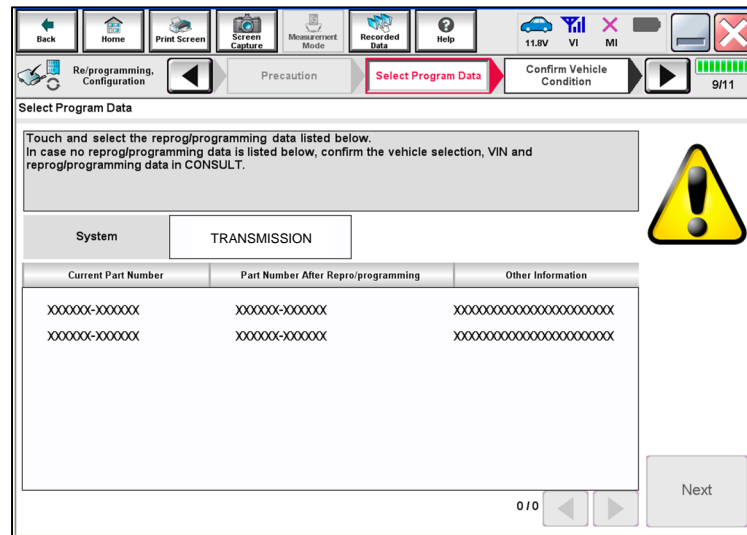 Back
Home
Print Screen
Screen
Capture
Measurement
Mode
Recorded
Data
Help
11.8V
VI
MI
Re/programming,
Configuration
Precaution
Select Program Data
Confirm Vehicle
Condition
9/11
Select Program Data
Touch and select the reprog/programming data listed below.
In case no reprog/programming data is listed below, confirm the vehicle selection, VIN and
reprog/programming data in CONSULT.
System
TRANSMISSION
Current Part Number
Part Number After Repro/programming
Other Information
XXXXXX-XXXXXX XXXXXX-XXXXXX XXXXXXXXXXXXXXXXXXXXXXX
XXXXXX-XXXXXX XXXXXX-XXXXXX XXXXXXXXXXXXXXXXXXXXXXX
0/0
Next